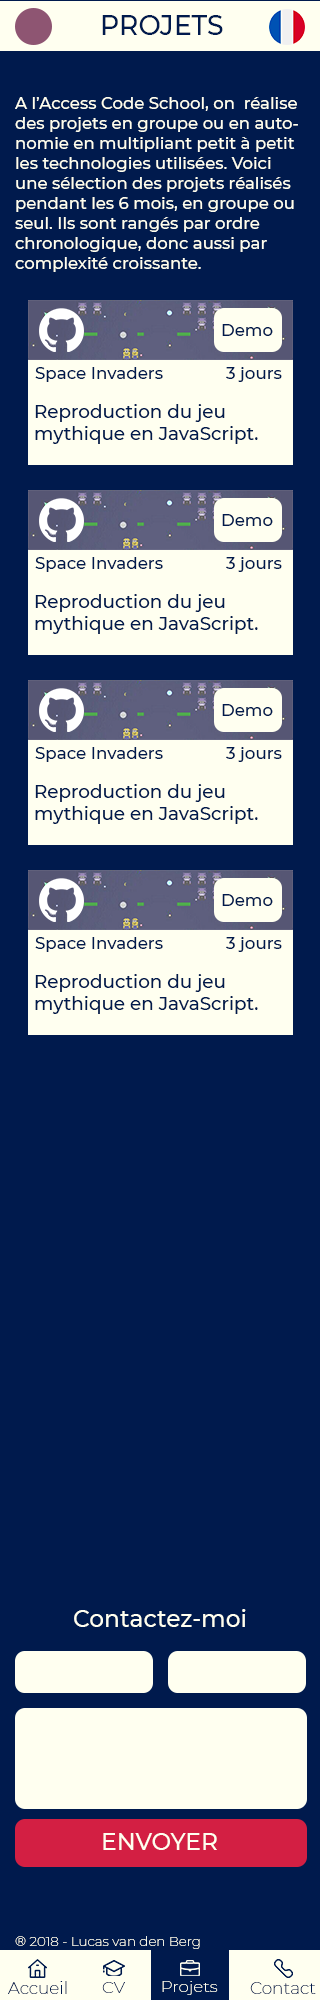 PROJETS
A l’Access Code School, on  réalise
des projets en groupe ou en auto-
nomie en multipliant petit à petit
les technologies utilisées. Voici
une sélection des projets réalisés
pendant les 6 mois, en groupe ou
seul. Ils sont rangés par ordre
chronologique, donc aussi par
complexité croissante.
Demo
Space Invaders 3 jours
Reproduction du jeu
mythique en JavaScript.
Demo
Space Invaders 3 jours
Reproduction du jeu
mythique en JavaScript.
Demo
Space Invaders 3 jours
Reproduction du jeu
mythique en JavaScript.
Demo
Space Invaders 3 jours
Reproduction du jeu
mythique en JavaScript.
Contactez-moi
ENVOYER
® 2018 - Lucas van den Berg
Accueil CV Projets Contact